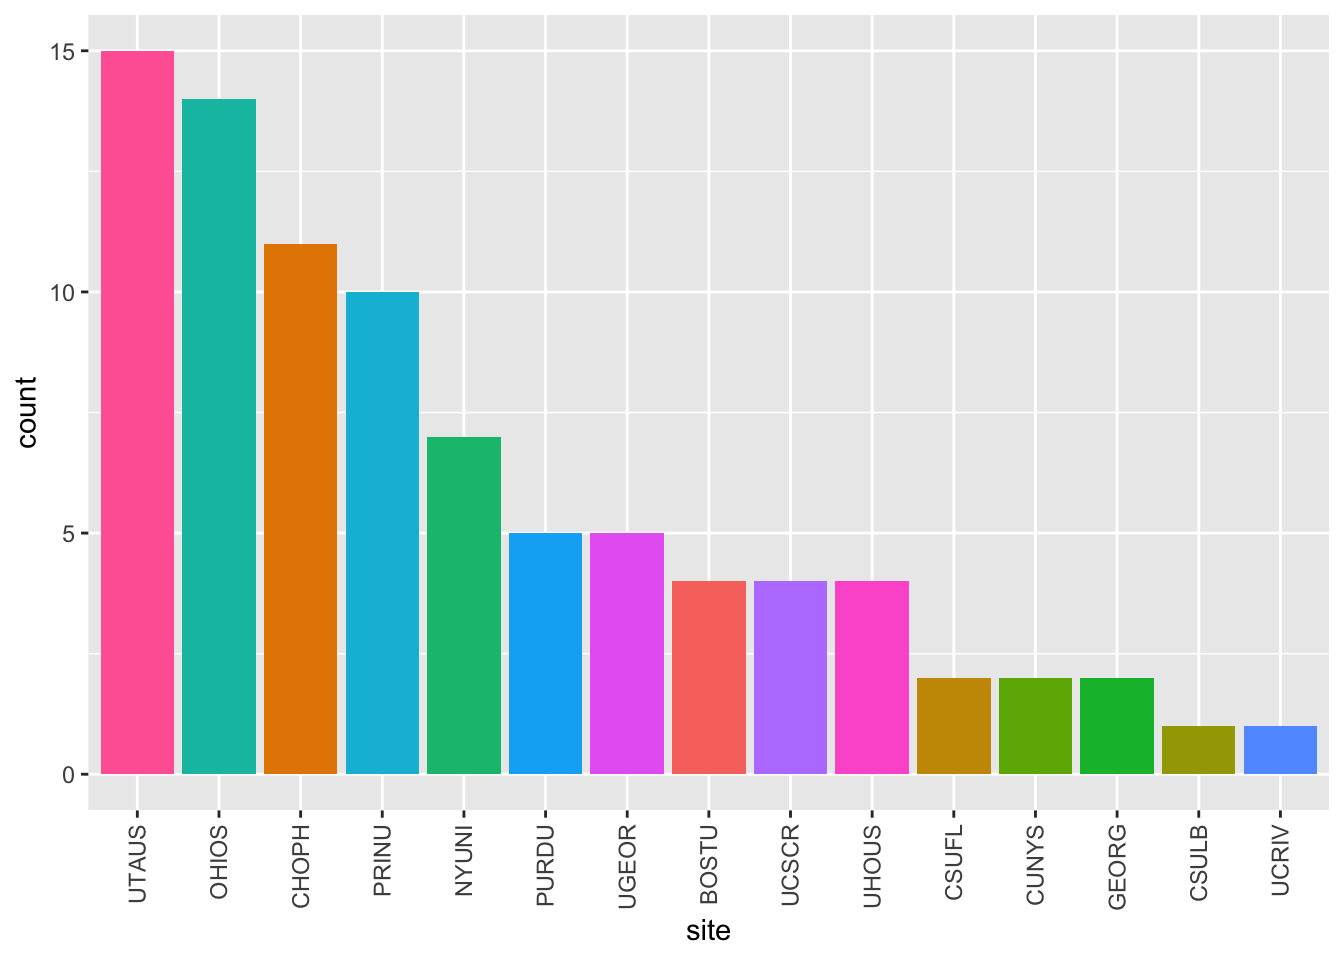 15
10
5
0
count
UTAUS
OHIOS
CHOPH
PRINU
NYUNI
PURDU
UGEOR
BOSTU
UCSCR
UHOUS
CSUFL
CUNYS
GEORG
CSULB
UCRIV
site